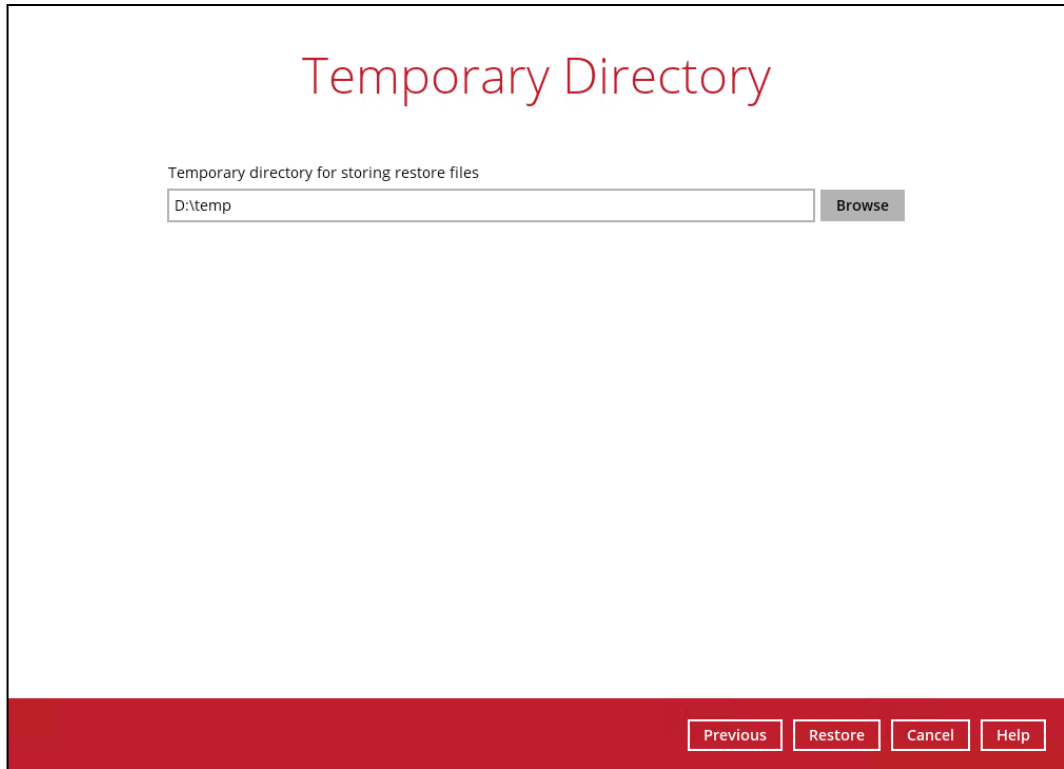 Temporary Directory
Temporary directory for storing restore files
D:\temp
Browse
Previous
Restore
Cancel
Help